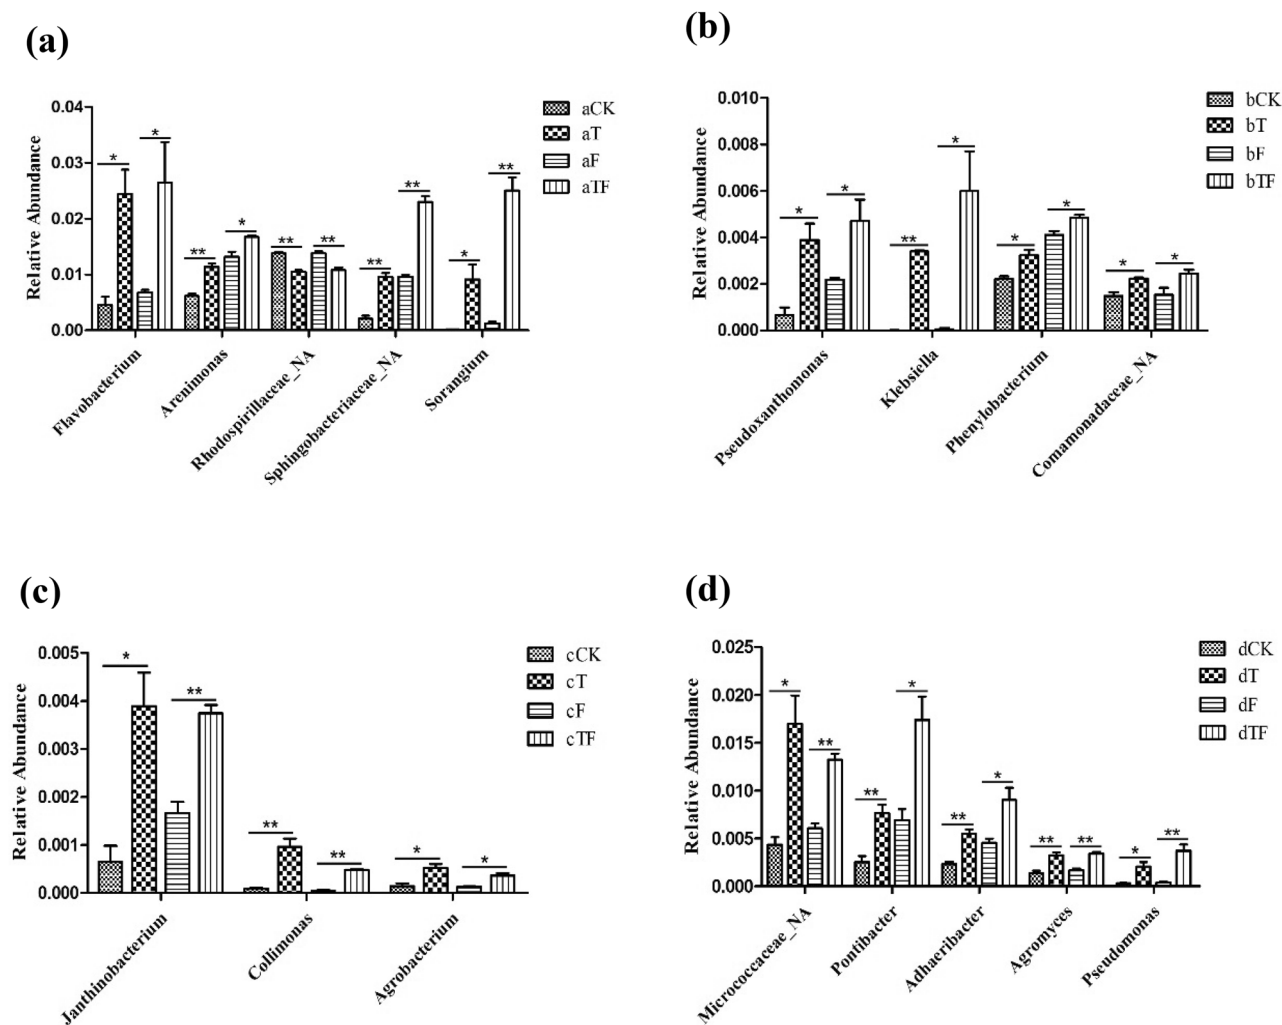 (a)
0.04
0.03
0.02
0.01
0.00
Relative Abundance
aCK
aT
aF
aTF
*
*
**
*
**
**
**
**
*
**
Flavobacterium
Arenimonas
Rhodospirillaceae_NA
Sphingobacteriaceae_NA
Sorangium
(b)
0.010
0.008
0.006
0.004
0.002
0.000
Relative Abundance
bCK
bT
bF
bTF
*
*
**
*
*
*
*
*
Pseudoxanthomonas
Klebsiella
Phenylobacterium
Comamonadaceae_NA
(c)
0.005
0.004
0.003
0.002
0.001
0.000
Relative Abundance
cCK
cT
cF
cTF
*
**
**
**
*
*
Janthinobacterium
Collimonas
Agrobacterium
(d)
0.025
0.020
0.015
0.010
0.005
0.000
Relative Abundance
dCK
dT
dF
dTF
*
**
**
*
**
*
**
**
*
**
Micrococcaceae_NA
Pontibacter
Adhaeribacter
Agromyces
Pseudomonas